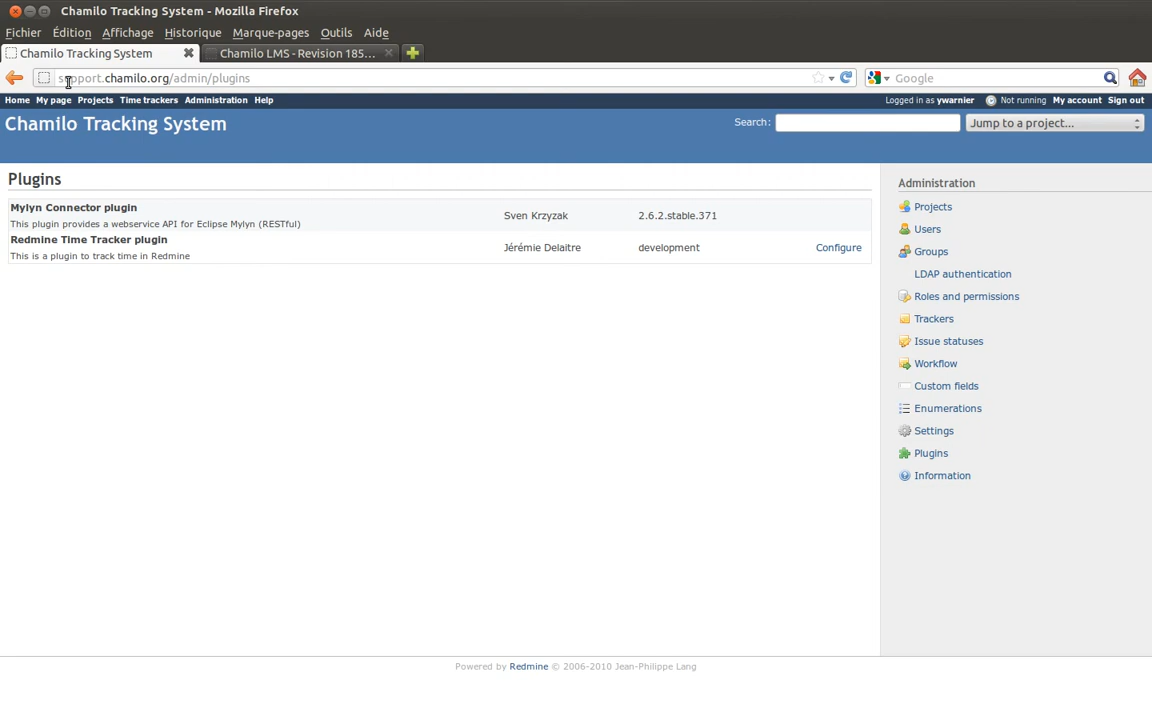 Chamilo Tracking System - Mozilla Firefox
Fichier Édition Affichage Historique Marque-pages Outils Aide
Chamilo Tracking System Chamilo LMS - Revision 185...
support.chamilo.org/admin/plugins Google
Home My page Projects Time trackers Administration Help Logged in as ywarnier Not running My account Sign out
Chamilo Tracking System Search: Jump to a project...
Plugins
Mylyn Connector plugin
This plugin provides a webservice API for Eclipse Mylyn (RESTful) Sven Krzyzak 2.6.2.stable.371
Redmine Time Tracker plugin
This is a plugin to track time in Redmine Jérémie Delaitre development Configure
Administration
Projects
Users
Groups
LDAP authentication
Roles and permissions
Trackers
Issue statuses
Workflow
Custom fields
Enumerations
Settings
Plugins
Information
Powered by Redmine © 2006-2010 Jean-Philippe Lang